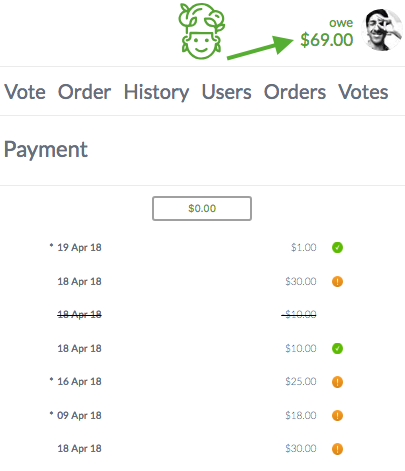 owe
$69.00
Vote Order History Users Orders Votes
Payment
$0.00
* 19 Apr 18 $1.00
18 Apr 18 $30.00 !
18 Apr 18 -$10.00
18 Apr 18 $10.00
* 16 Apr 18 $25.00 !
* 09 Apr 18 $18.00 !
18 Apr 18 $30.00 !